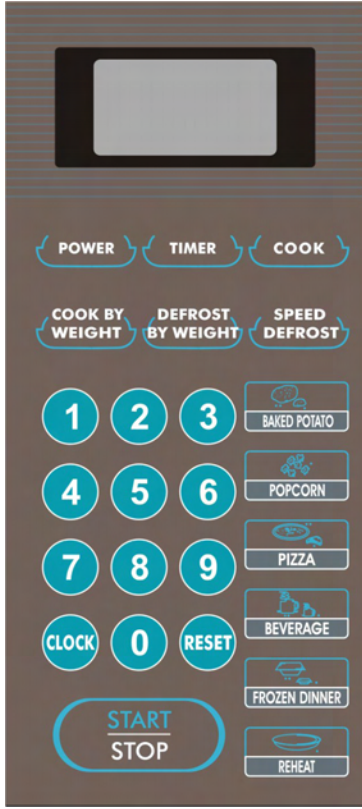 POWER TIMER COOK
COOK BY WEIGHT DEFROST BY WEIGHT SPEED DEFROST
1 2 3 BAKED POTATO
4 5 6 POPCORN
7 8 9 PIZZA
CLOCK 0 RESET BEVERAGE
FROZEN DINNER
START
STOP
REHEAT